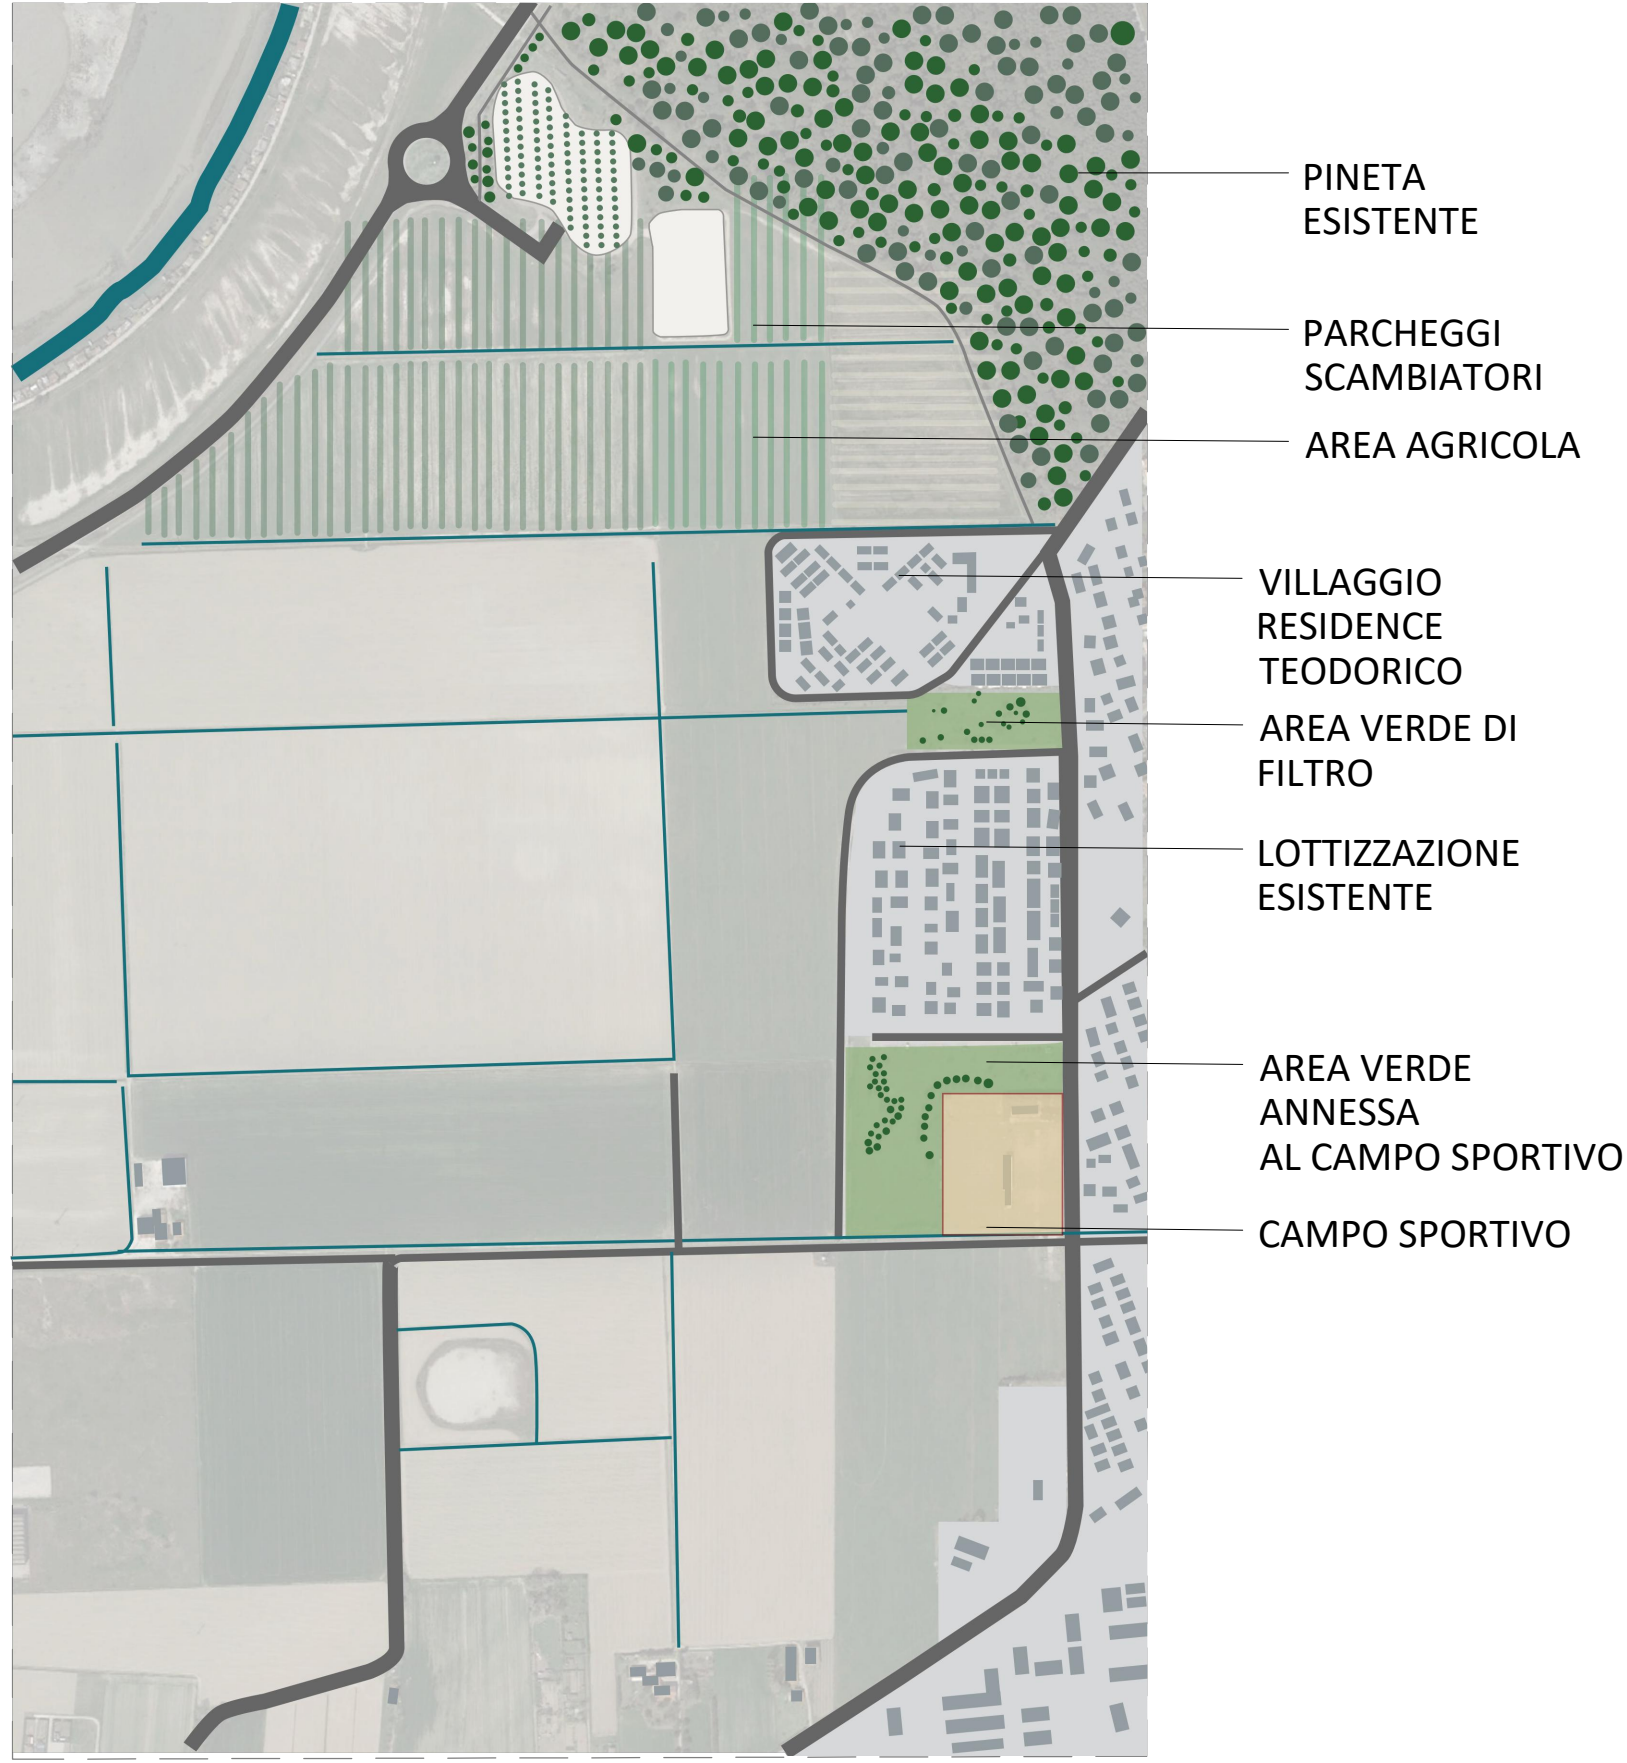 PINETA
ESISTENTE
PARCHEGGI
SCAMBIATORI
AREA AGRICOLA
VILLAGGIO
RESIDENCE
TEODORICO
AREA VERDE DI
FILTRO
LOTTIZZAZIONE
ESISTENTE
AREA VERDE
ANNESSA
AL CAMPO SPORTIVO
CAMPO SPORTIVO